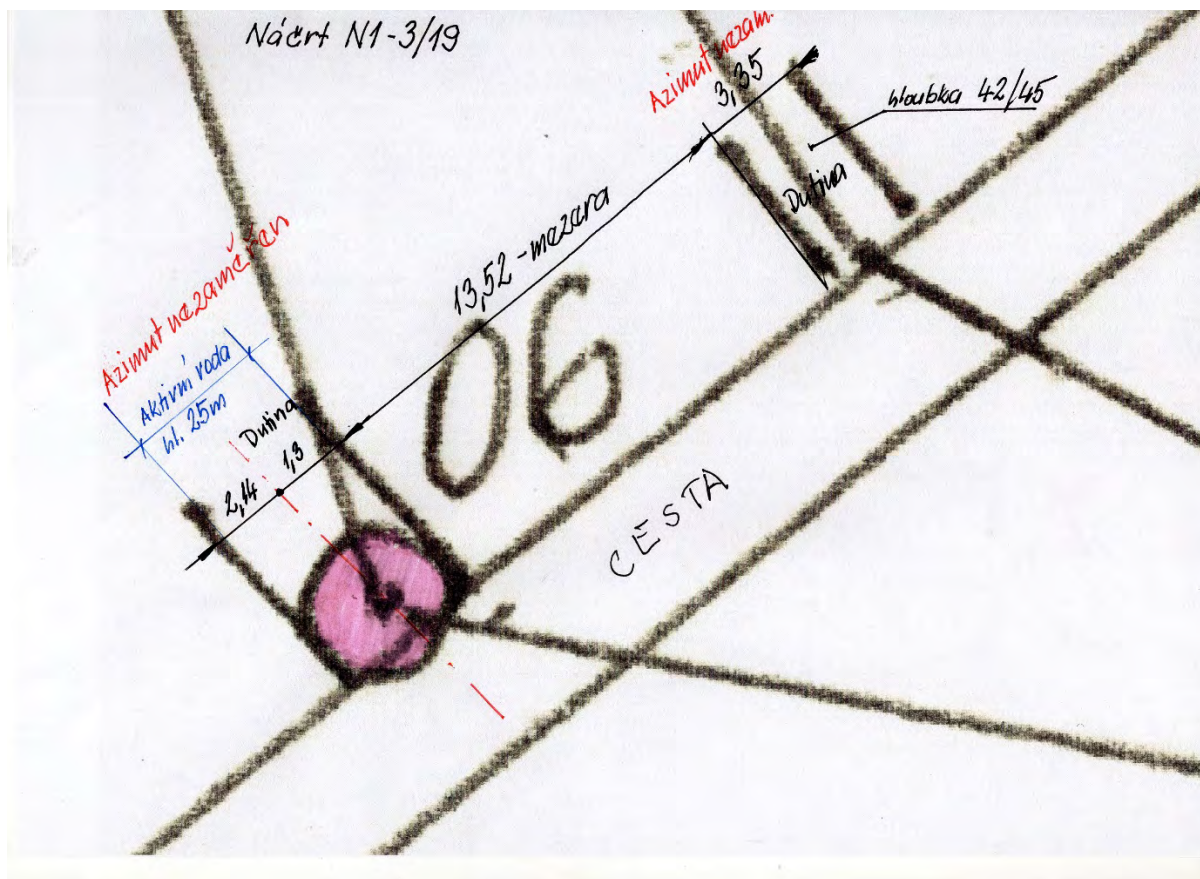 Náčrt N1-3/19
Azimut nezam.
3,35
hloubka 42/45
Dutina
13,52 - mezera
Azimut nezaměřen
Aktivní voda
hl. 25m
Dutina
1,3
2,14
06
CESTA